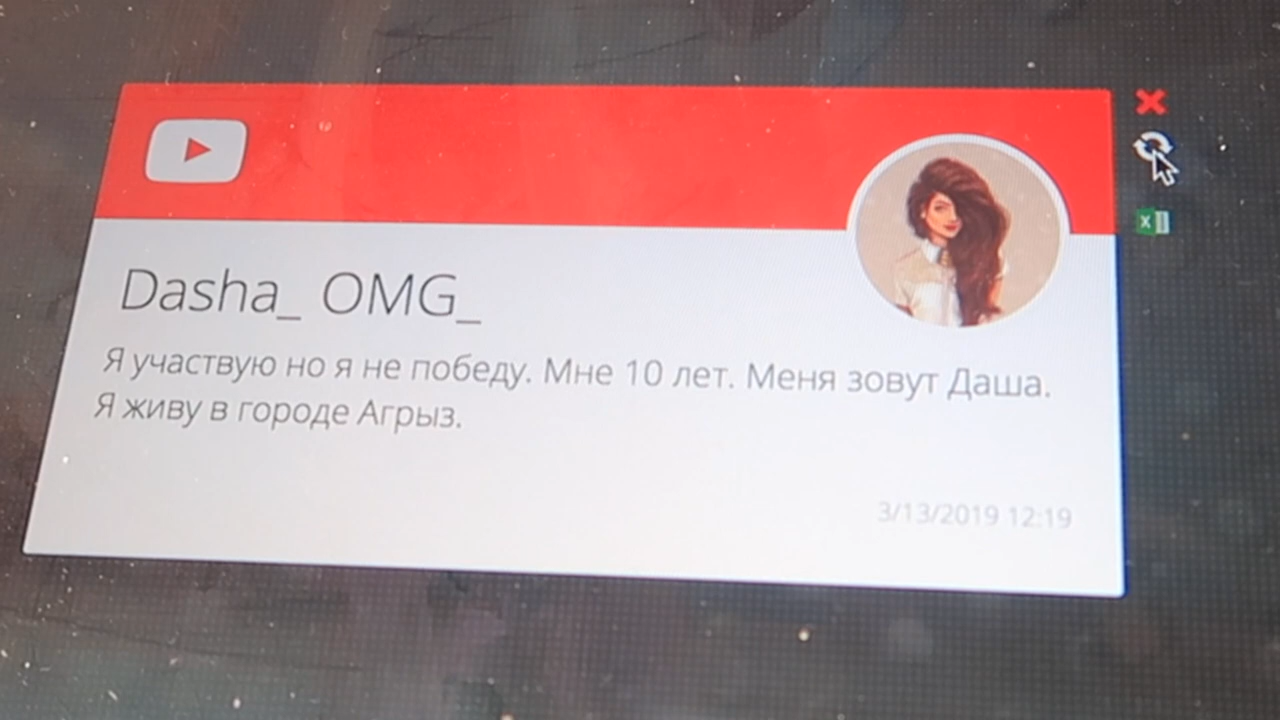 Dasha_ OMG_
Я участвую но я не победу. Мне 10 лет. Меня зовут Даша.
Я живу в городе Агрыз.
3/13/2019 12:19